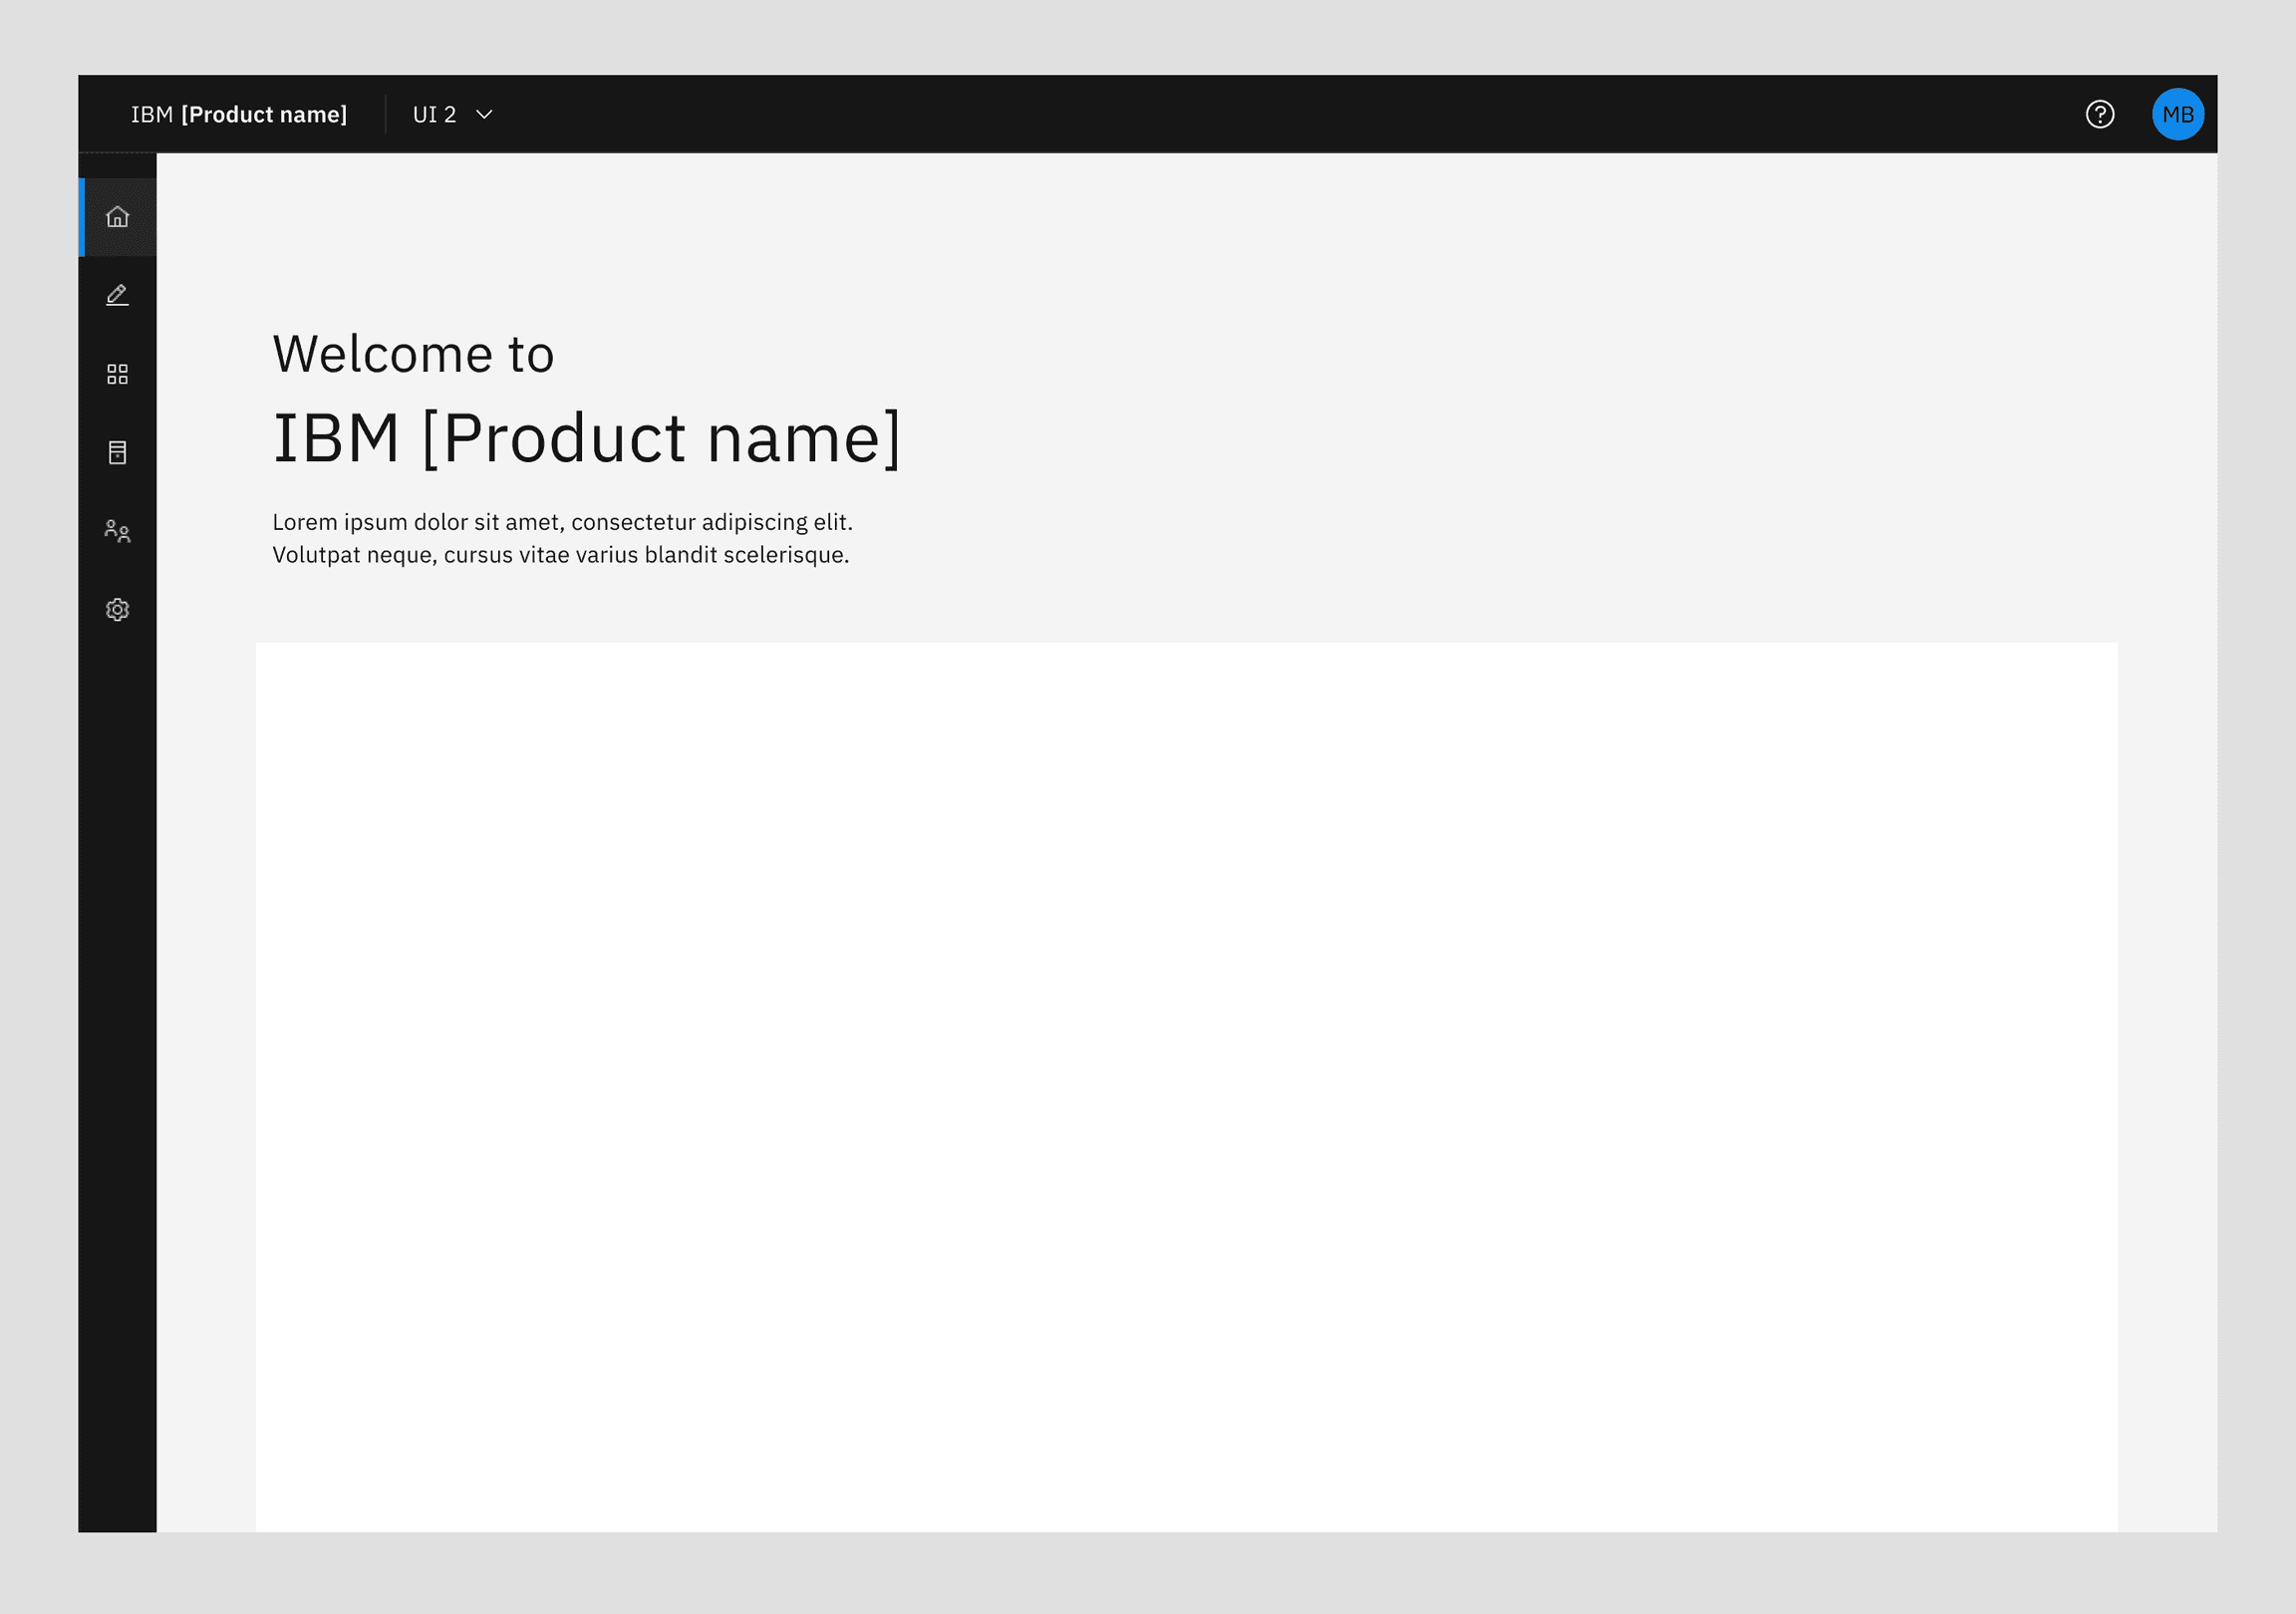 IBM [Product name]
UI 2
MB
Welcome to
IBM [Product name]
Lorem ipsum dolor sit amet, consectetur adipiscing elit.
Volutpat neque, cursus vitae varius blandit scelerisque.